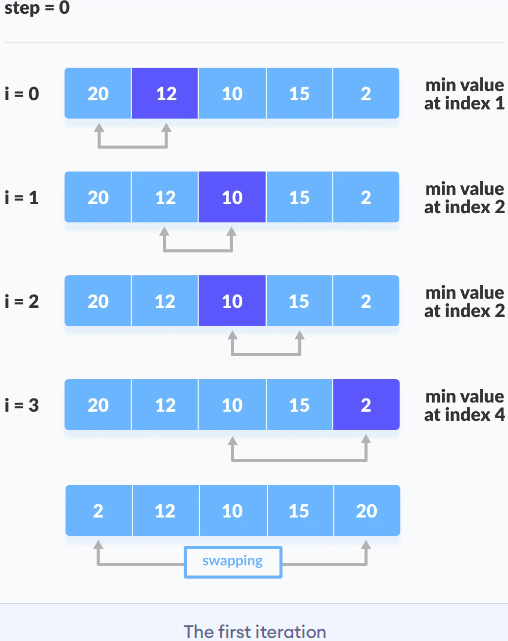 step = 0
i = 0 20 12 10 15 2 min value
at index 1
i = 1 20 12 10 15 2 min value
at index 2
i = 2 20 12 10 15 2 min value
at index 2
i = 3 20 12 10 15 2 min value
at index 4
2 12 10 15 20
swapping
The first iteration